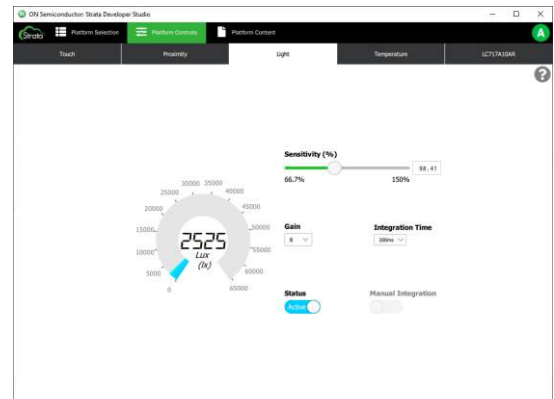 ON Semiconductor: Strata Developer Studio
Strata Platform Selection Platform Controls Platform Content A
Touch Proximity Light Temperature LC717A10AR
?
Sensitivity (%)
98.41
66.7% 150%
30000 35000
25000 40000
20000 45000
15000 50000
10000 55000
5000 60000
0 65000
2525
Lux
(lx)
Gain Integration Time
8 200ms
Status Manual Integration
Active